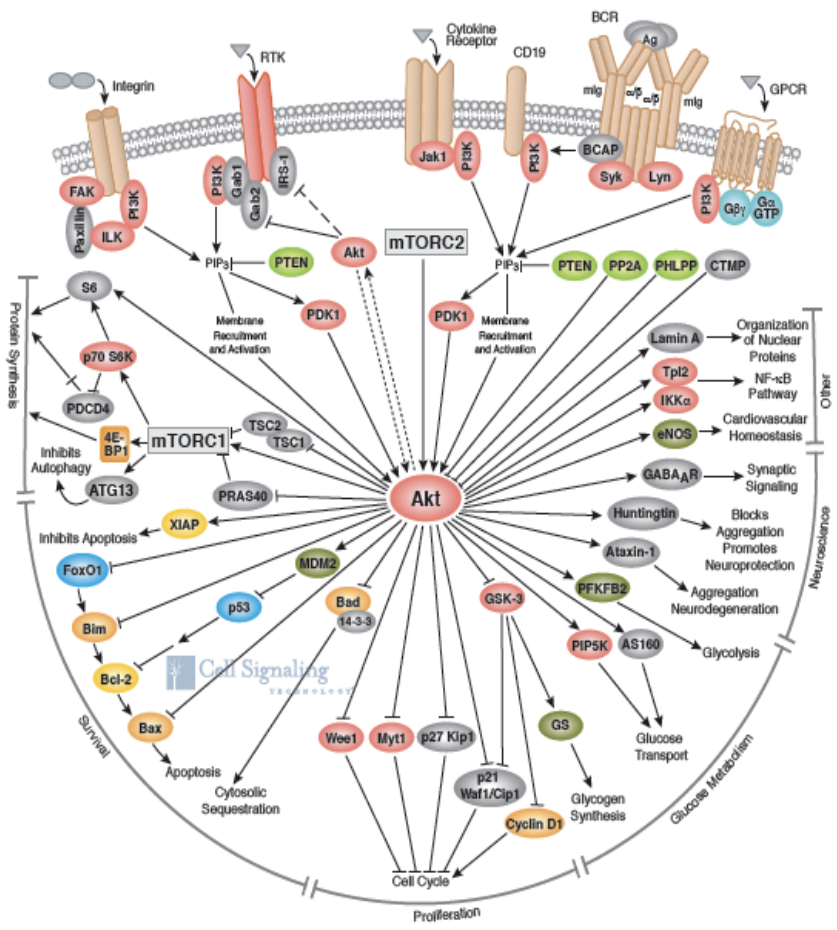 Integrin
RTK
Cytokine
Receptor
CD19
BCR
Ag
mIg
α/β
α/β
mIg
GPCR
FAK
Paxillin
ILK
PI3K
PI3K
Gab1
Gab2
IRS-1
Jak1
PI3K
PI3K
BCAP
Syk
Lyn
PI3K
Gβγ
Gα
GTP
PIP₃
PTEN
Akt
mTORC2
PIP₃
PTEN
PP2A
PHLPP
CTMP
PDK1
Membrane
Recruitment
and Activation
PDK1
Membrane
Recruitment
and Activation
Protein Synthesis
S6
p70 S6K
PDCD4
4E-
BP1
mTORC1
TSC2
TSC1
Inhibits
Autophagy
ATG13
PRAS40
Akt
Lamin A
Organization
of Nuclear
Proteins
Tpl2
IKKα
NF-κB
Pathway
eNOS
Cardiovascular
Homeostasis
Other
GABAAR
Synaptic
Signaling
Huntingtin
Blocks
Aggregation
Promotes
Neuroprotection
Ataxin-1
Aggregation
Neurodegeneration
Neuroscience
XIAP
Inhibits Apoptosis
FoxO1
MDM2
Bim
p53
Bad
14-3-3
Bcl-2
Bax
Cell Signaling
TECHNOLOGY®
Apoptosis
Cytosolic
Sequestration
Survival
GSK-3
PFKFB2
Glycolysis
PIP5K
AS160
Glucose
Transport
GS
Glycogen
Synthesis
Glucose Metabolism
Wee1
Myt1
p27 Kip1
p21
Waf1/Cip1
Cyclin D1
Cell Cycle
Proliferation